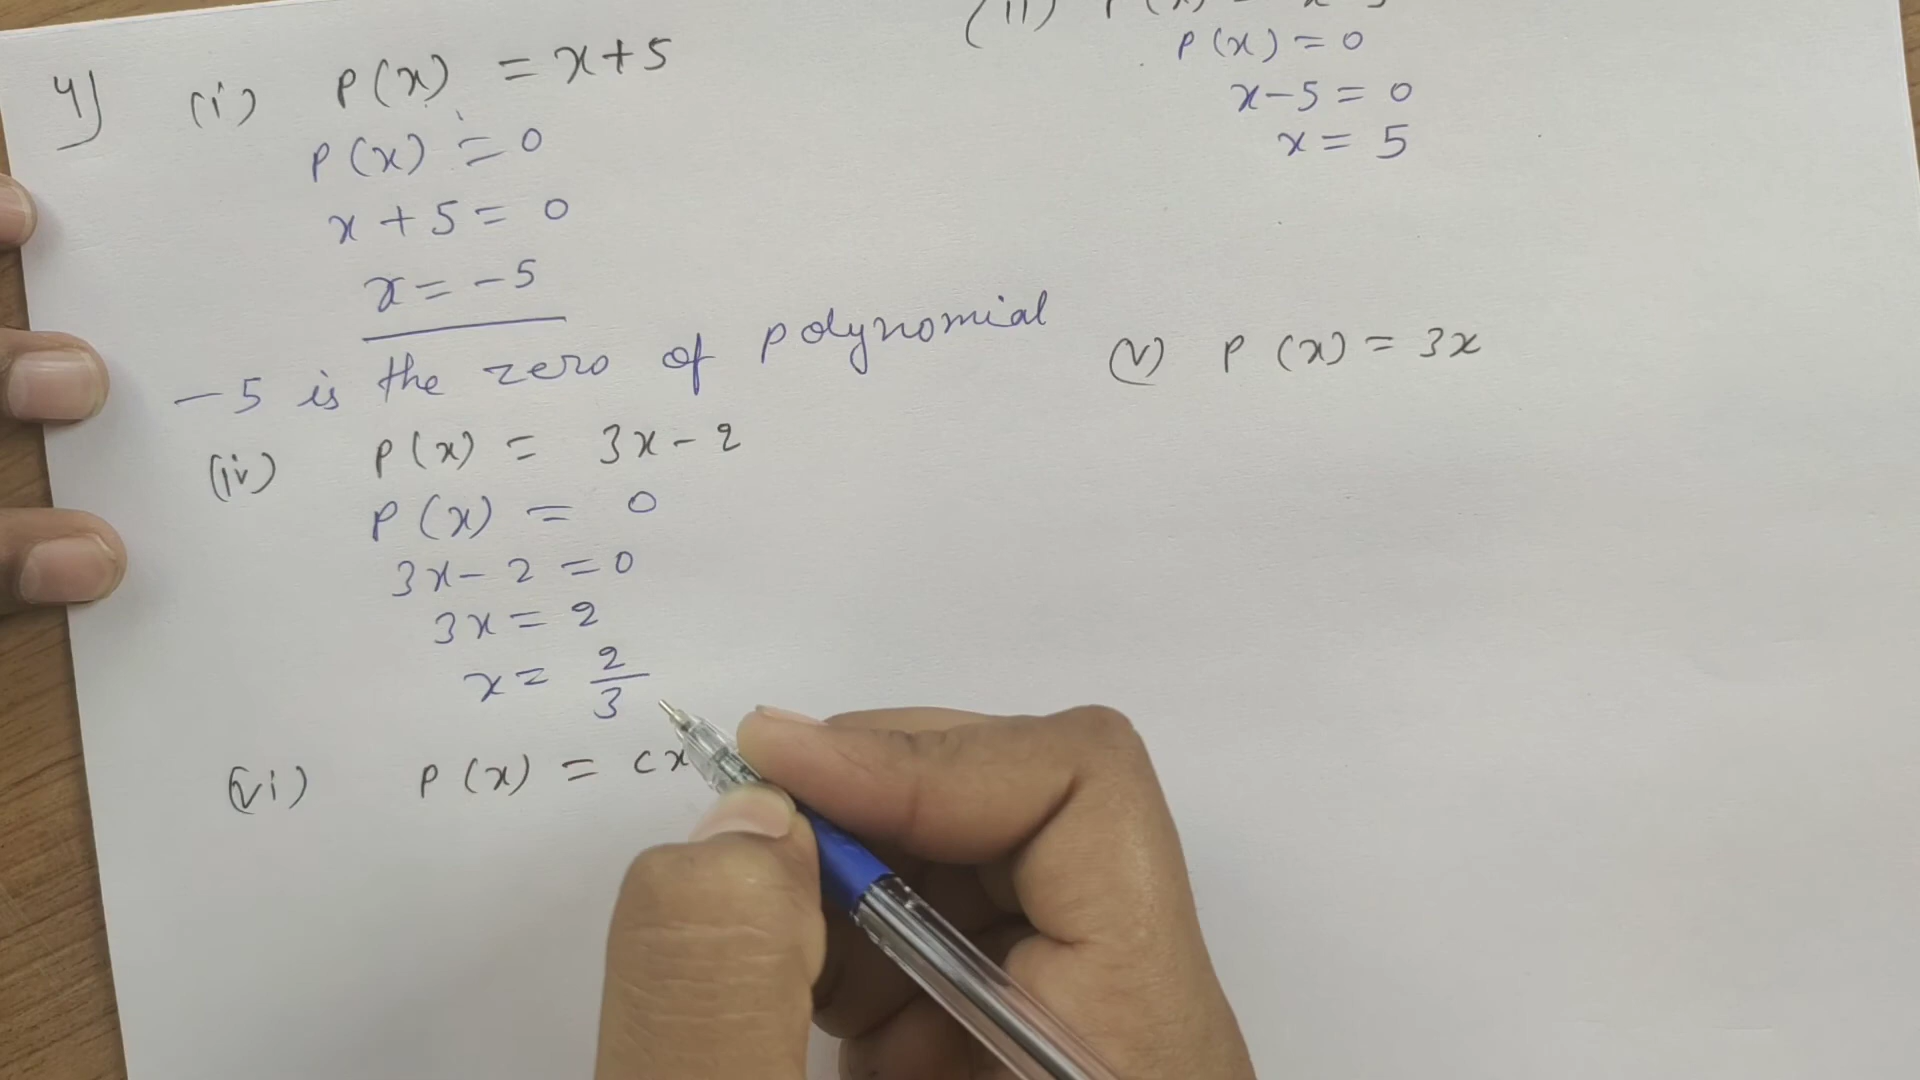 4)
(i) P(x) = x+5
P(x) = 0
x + 5 = 0
x = -5
-5 is the zero of polynomial
(ii)
P(x) = 0
x-5 = 0
x = 5
(iv) P(x) = 3x-2
P(x) = 0
3x-2 = 0
3x = 2
x = 2/3
(v) P(x) = 3x
(vi) P(x) = cx